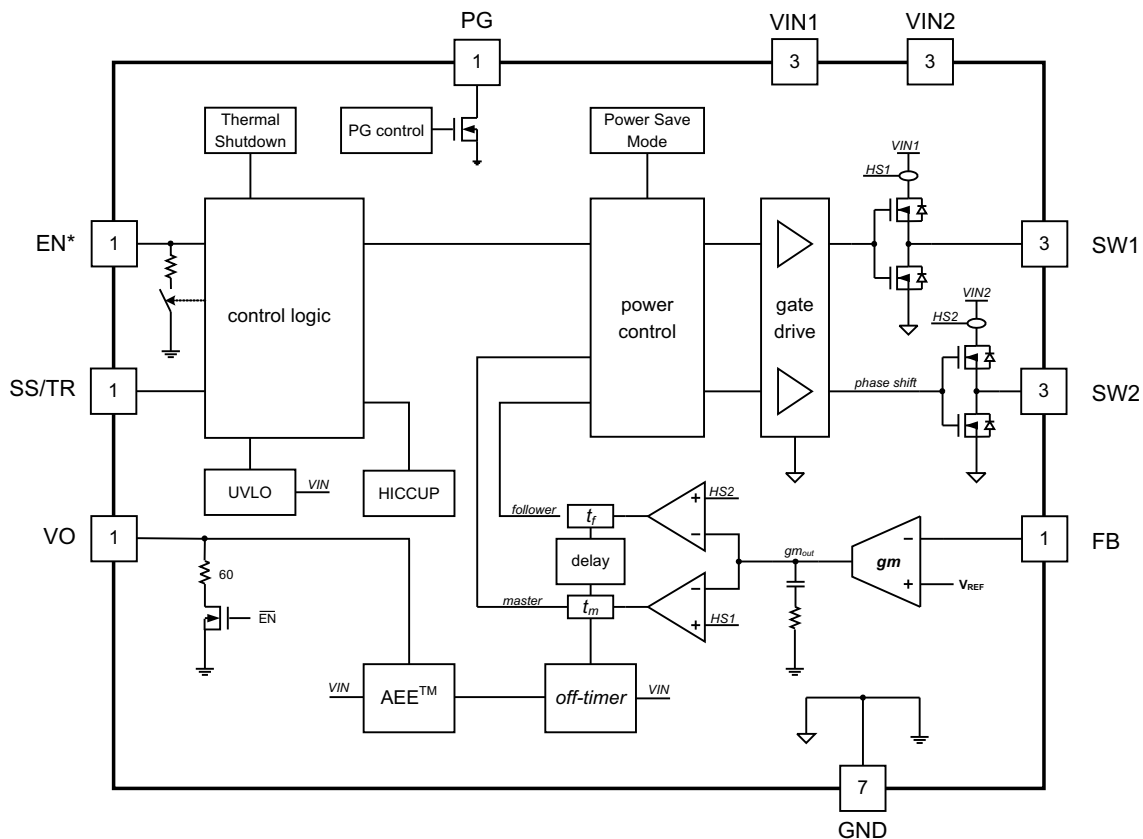 PG
VIN1
VIN2
1
3
3
Thermal
Shutdown
PG control
Power Save
Mode
VIN1
HS1
EN*
1
control logic
power
control
gate
drive
3
SW1
VIN2
HS2
SS/TR
1
phase shift
3
SW2
UVLO
VIN
HICCUP
VO
1
follower
tf
HS2
+
−
delay
gmout
gm
−
+
VREF
1
FB
60
EN
master
tm
−
+
HS1
VIN
AEE™
off-timer
VIN
7
GND